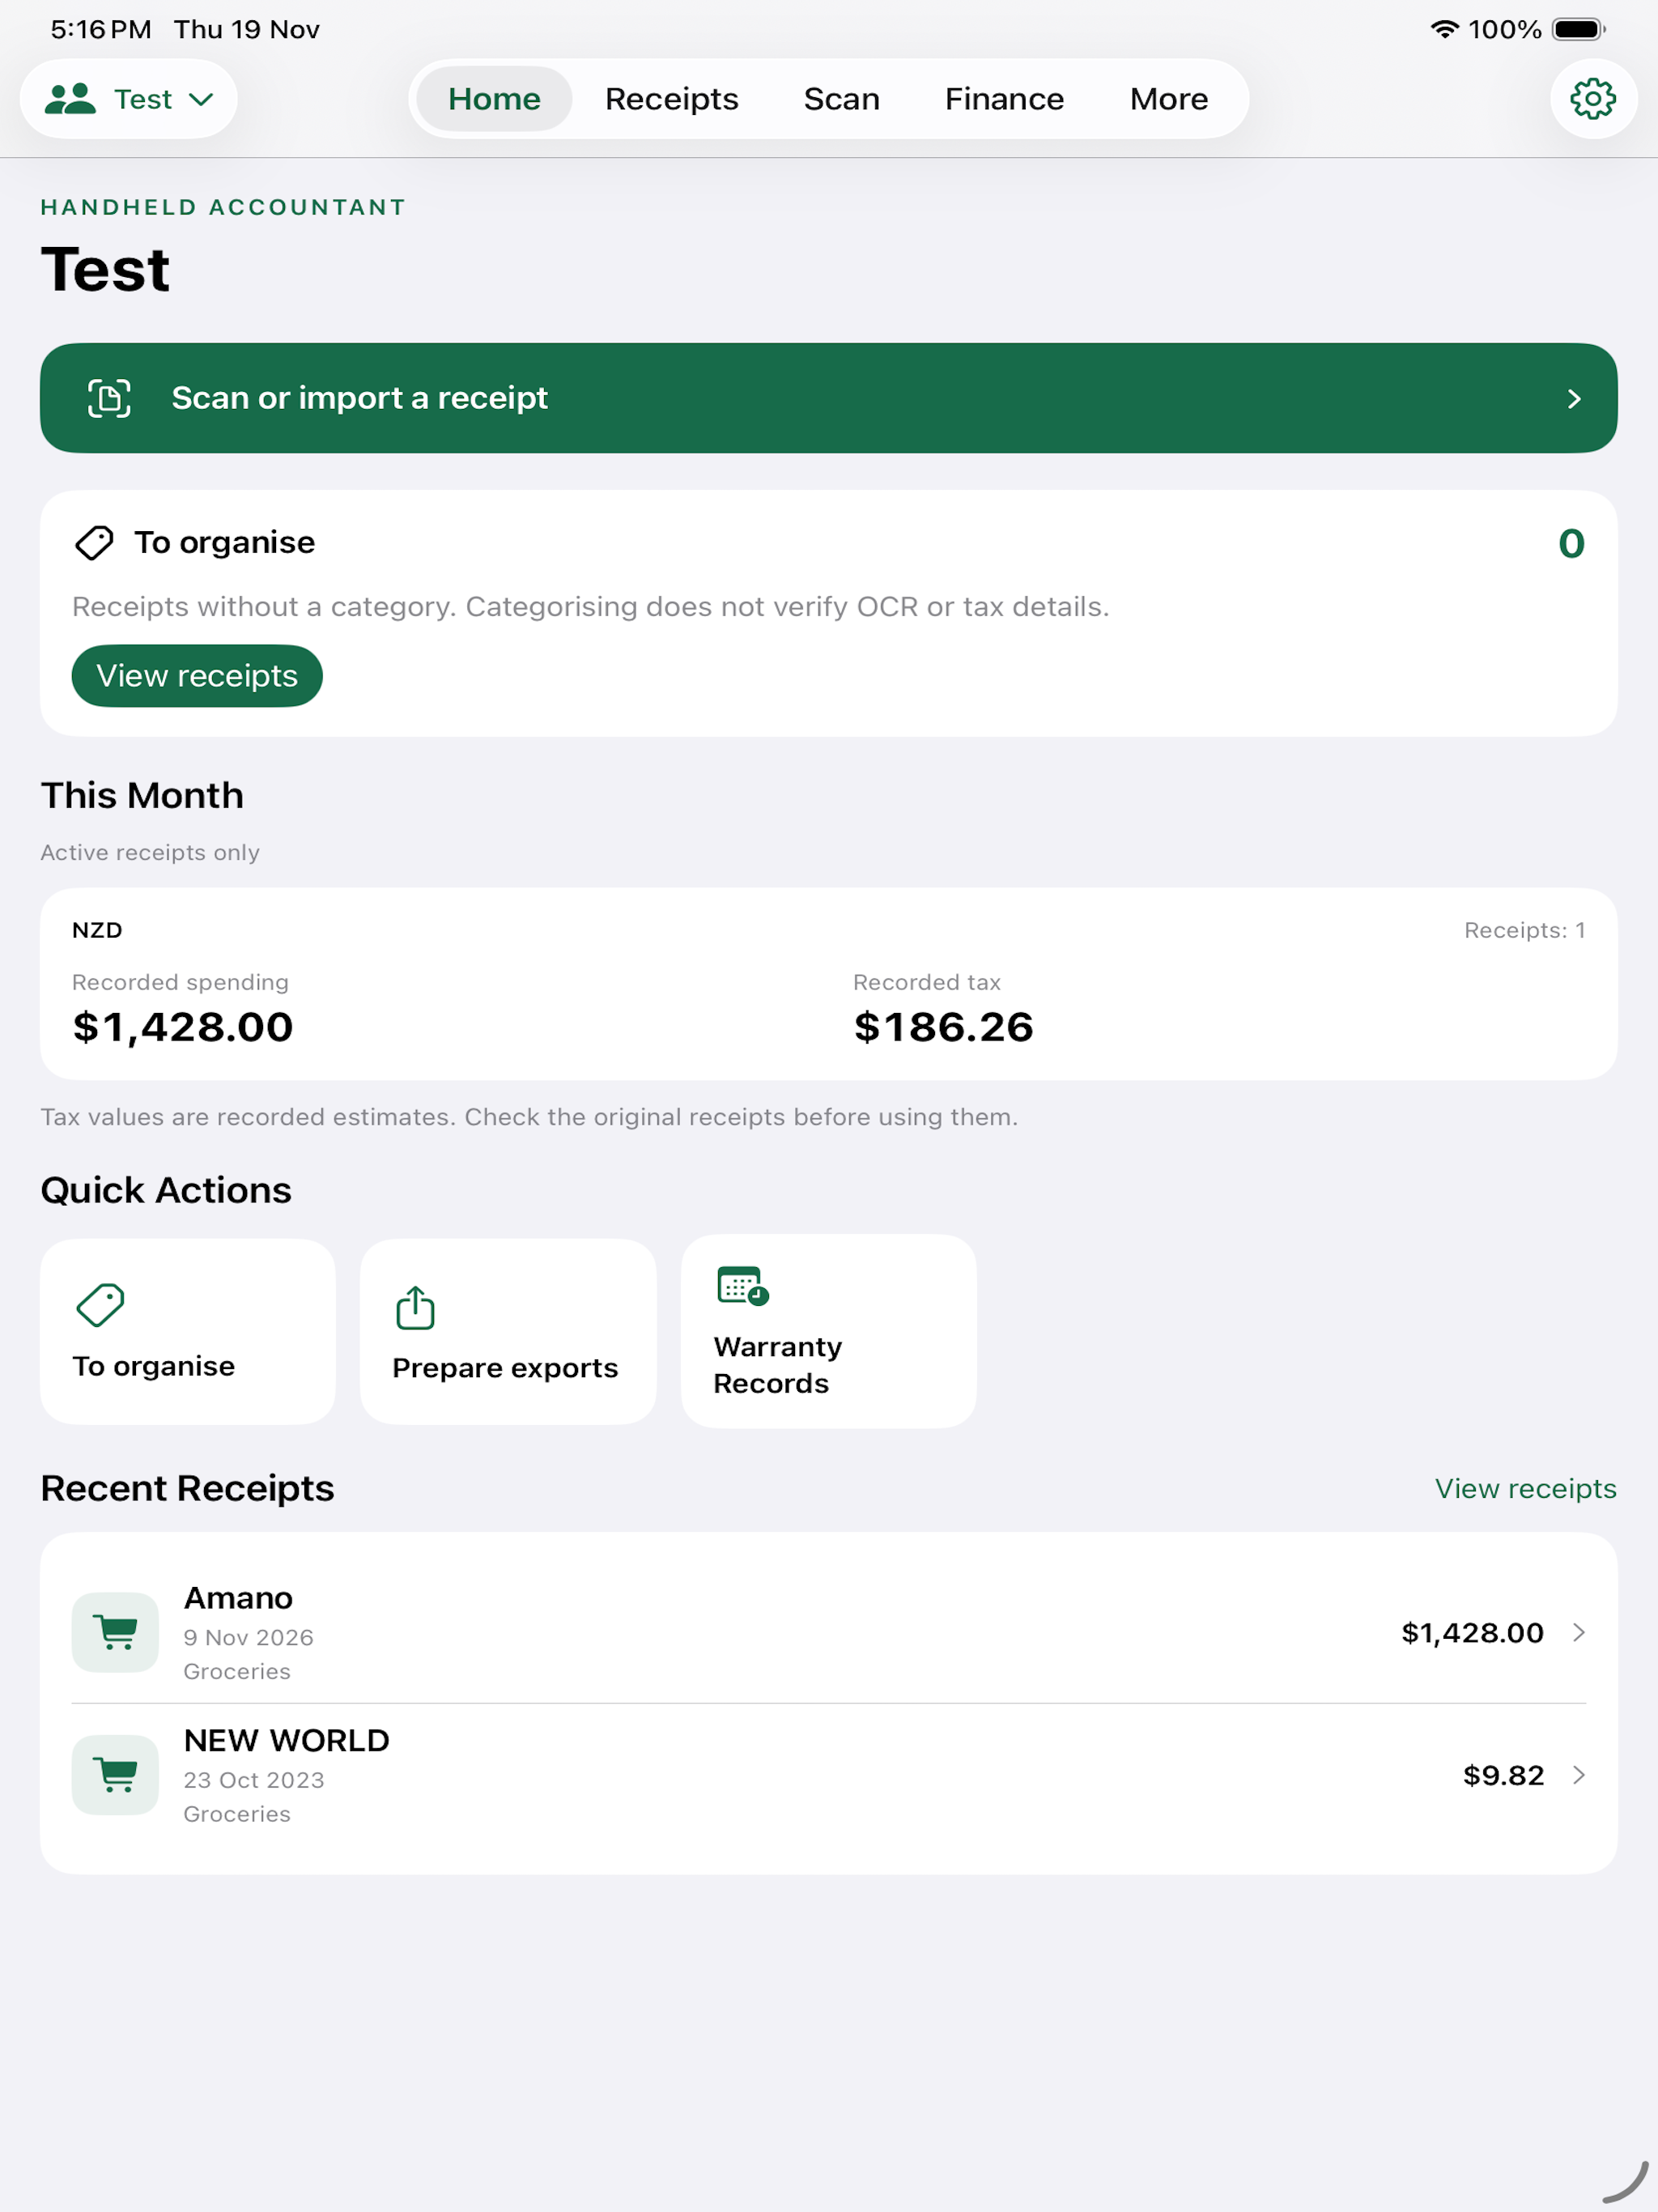 5:16 PM Thu 19 Nov
100%
Test
Home
Receipts
Scan
Finance
More
HANDHELD ACCOUNTANT
Test
Scan or import a receipt
To organise
0
Receipts without a category. Categorising does not verify OCR or tax details.
View receipts
This Month
Active receipts only
NZD
Receipts: 1
Recorded spending
$1,428.00
Recorded tax
$186.26
Tax values are recorded estimates. Check the original receipts before using them.
Quick Actions
To organise
Prepare exports
Warranty
Records
Recent Receipts
View receipts
Amano
9 Nov 2026
Groceries
$1,428.00
NEW WORLD
23 Oct 2023
Groceries
$9.82